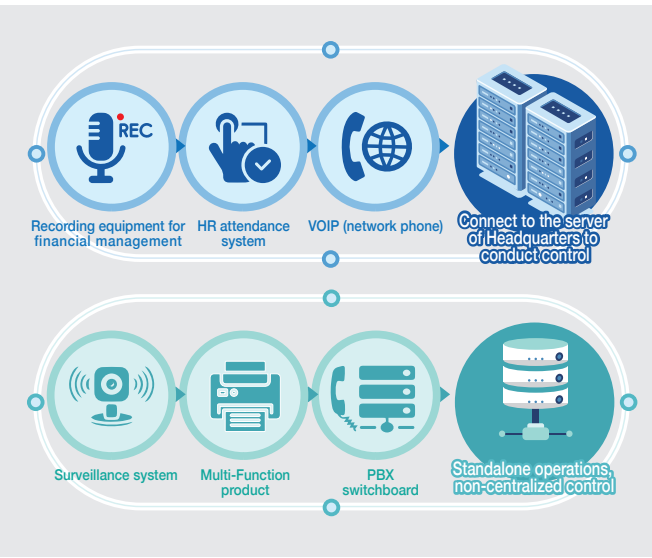 REC
Recording equipment for
financial management
HR attendance
system
VOIP (network phone)
Connect to the server
of Headquarters to
conduct control
Surveillance system
Multi-Function
product
PBX
switchboard
Standalone operations,
non-centralized control